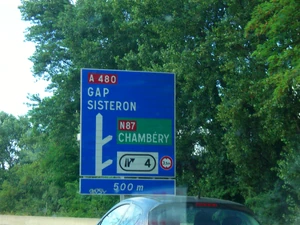 A 480
GAP
SISTERON
N87
CHAMBÉRY
4
500 m